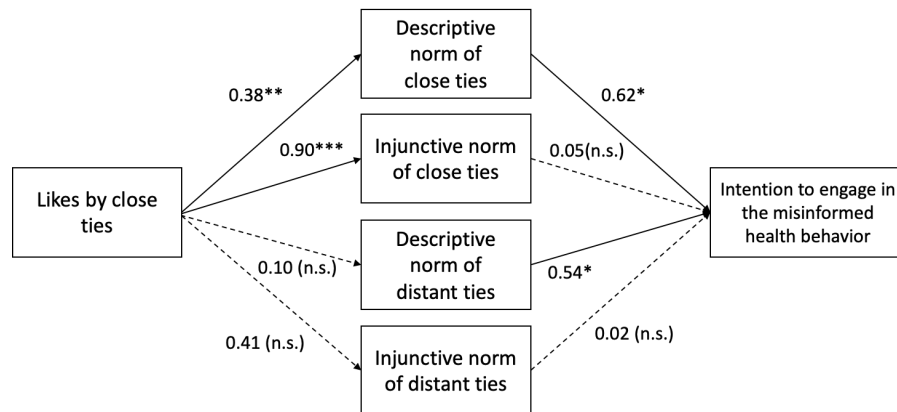 Descriptive
norm of
close ties
0.38**
0.62*
0.90***
Injunctive norm
of close ties
0.05(n.s.)
Likes by close
ties
Intention to engage in
the misinformed
health behavior
Descriptive
norm of
distant ties
0.10 (n.s.)
0.54*
0.41 (n.s.)
0.02 (n.s.)
Injunctive norm
of distant ties